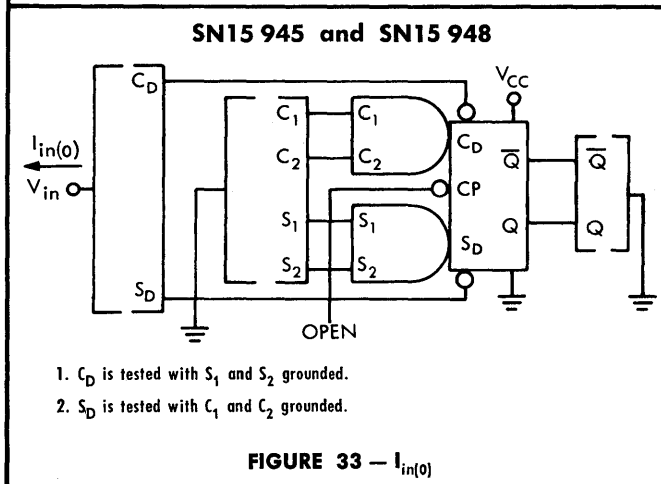 SN15 945 and SN15 948
C_D
S_D
I_in(0)
V_in
C_1
C_2
S_1
S_2
C_1
C_2
S_1
S_2
OPEN
V_CC
C_D
CP
S_D
Q̅
Q
Q̅
Q
1. C_D is tested with S_1 and S_2 grounded.
2. S_D is tested with C_1 and C_2 grounded.
FIGURE 33 — I_in(0)